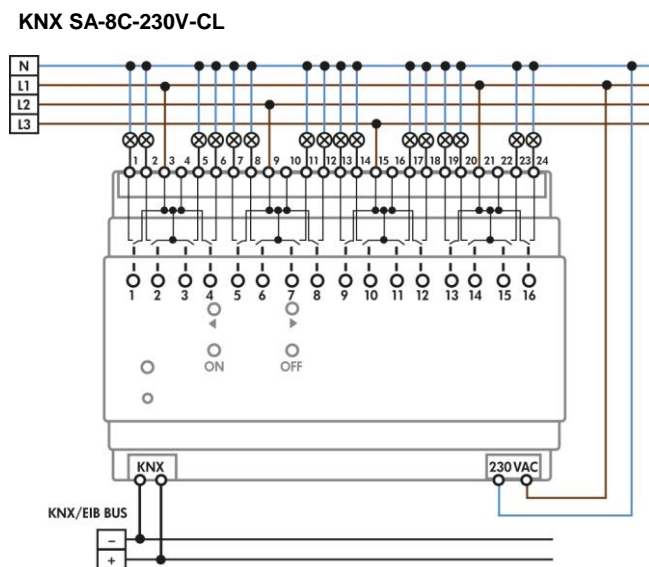 KNX SA-8C-230V-CL
N
L1
L2
L3
1 2 3 4 5 6 7 8 9 10 11 12 13 14 15 16 17 18 19 20 21 22 23 24
1 2 3 4 5 6 7 8 9 10 11 12 13 14 15 16
ON OFF
KNX 230 VAC
KNX/EIB BUS
–
+